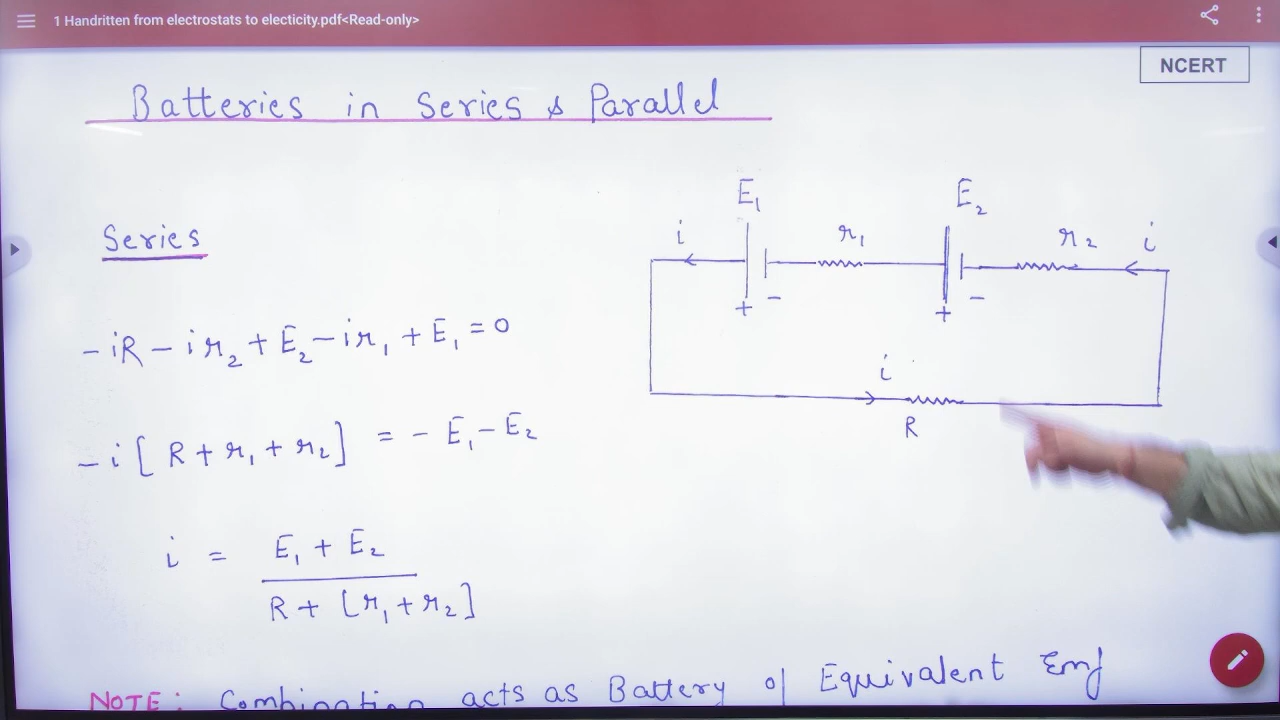 1 Handritten from electrostats to electicity.pdf<Read-only>
NCERT
Batteries in Series & Parallel
Series
E₁
E₂
i
r₁
r₂
i
+
-
+
-
i
R
- iR - i r₂ + E₂ - i r₁ + E₁ = 0
- i [ R + r₁ + r₂ ] = - E₁ - E₂
i = E₁ + E₂
R + [r₁ + r₂]
NOTE: Combination acts as Battery of Equivalent Emf